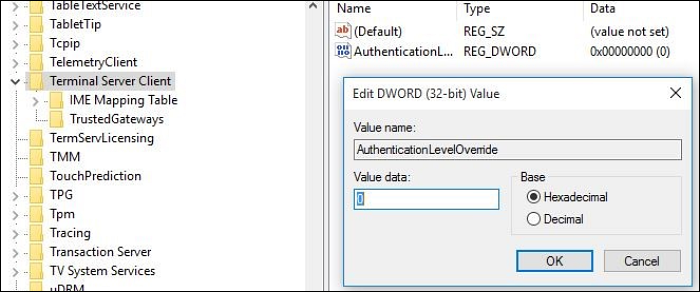 TableTextService
TabletTip
Tcpip
TelemetryClient
Terminal Server Client
IME Mapping Table
TrustedGateways
TermServLicensing
TMM
TouchPrediction
TPG
Tpm
Tracing
Transaction Server
TV System Services
uDRM
Name Type Data
ab (Default) REG_SZ (value not set)
AuthenticationL... REG_DWORD 0x00000000 (0)
Edit DWORD (32-bit) Value
Value name:
AuthenticationLevelOverride
Value data:
0
Base
Hexadecimal
Decimal
OK Cancel